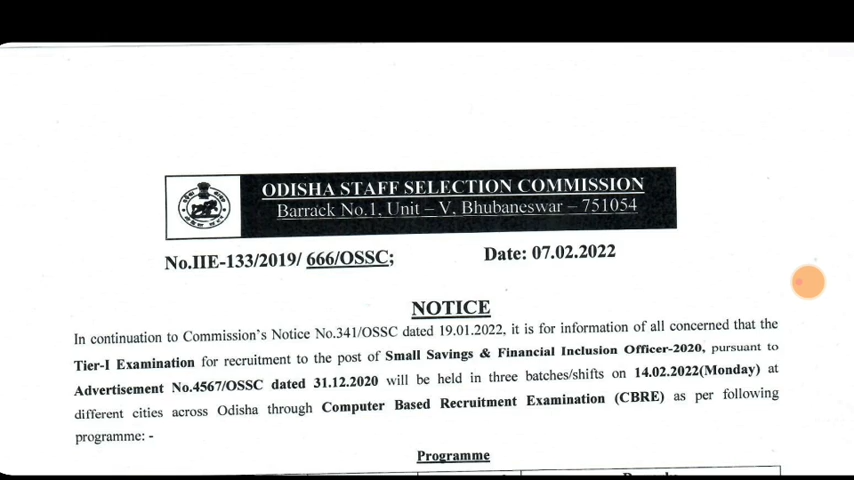 ODISHA STAFF SELECTION COMMISSION
Barrack No.1, Unit – V, Bhubaneswar – 751054
No.IIE-133/2019/ 666/OSSC;
Date: 07.02.2022
NOTICE
In continuation to Commission's Notice No.341/OSSC dated 19.01.2022, it is for information of all concerned that the
Tier-I Examination for recruitment to the post of Small Savings & Financial Inclusion Officer-2020, pursuant to
Advertisement No.4567/OSSC dated 31.12.2020 will be held in three batches/shifts on 14.02.2022(Monday) at
different cities across Odisha through Computer Based Recruitment Examination (CBRE) as per following
programme: -
Programme